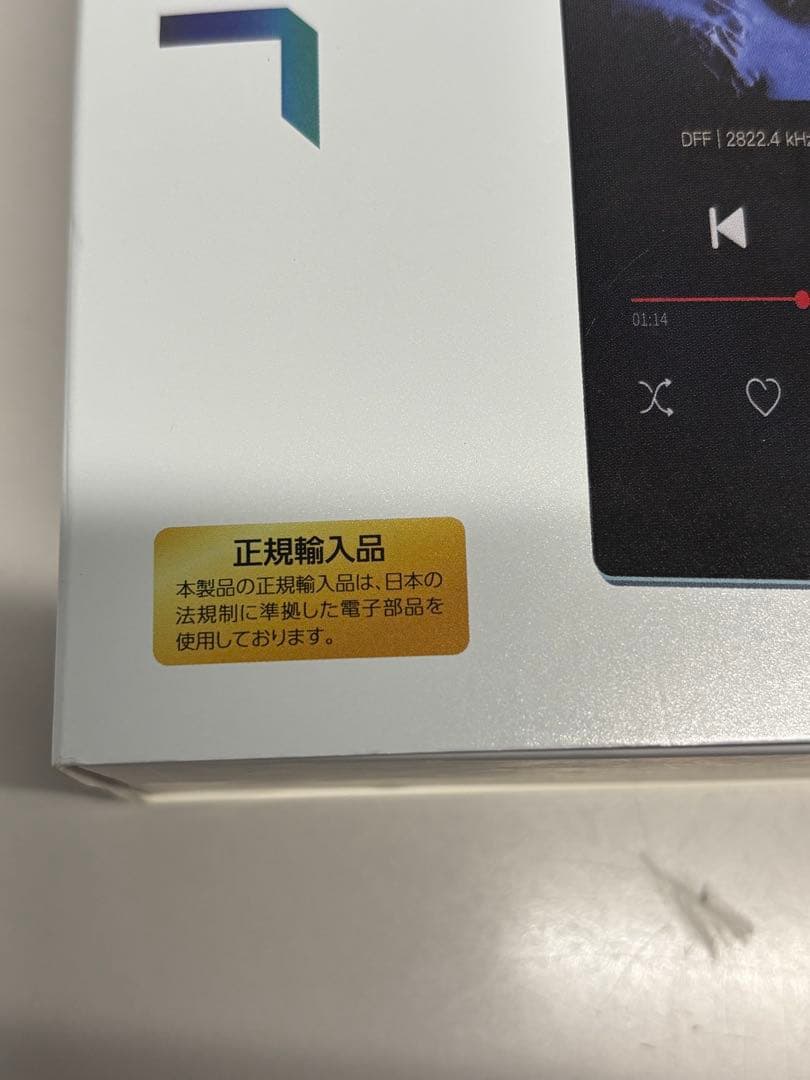 DFF | 2822.4 kHz
01:14
正規輸入品
本製品の正規輸入品は、日本の
法規制に準拠した電子部品を
使用しております。